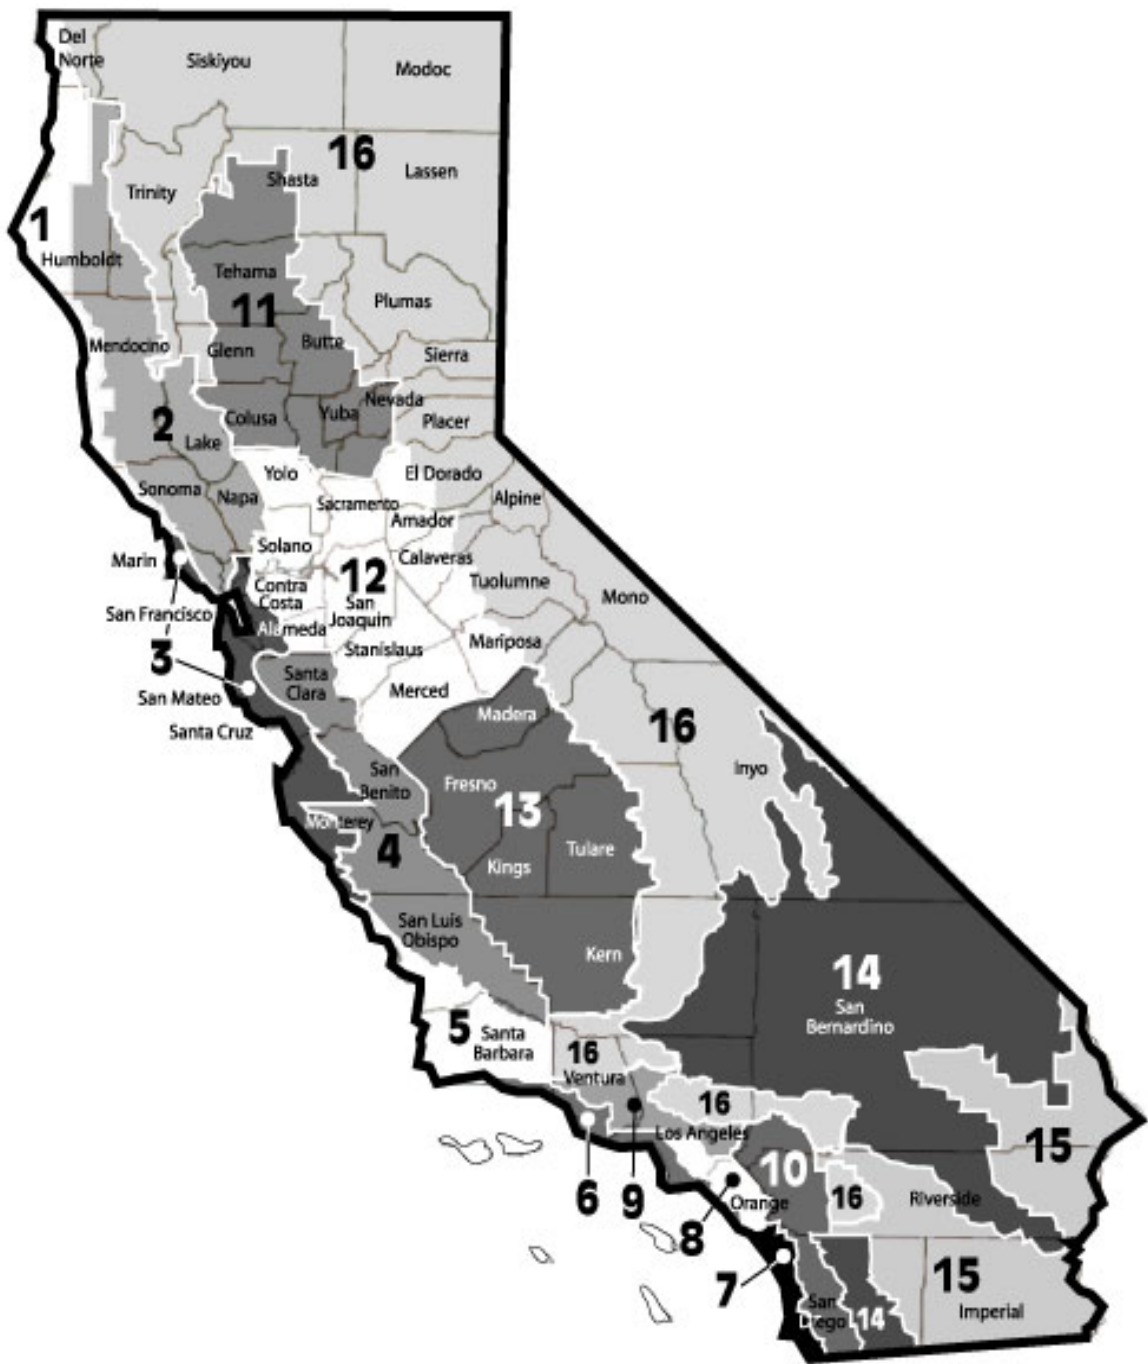 Del
Norte
Siskiyou
Modoc
16
Shasta
Lassen
Trinity
1
Humboldt
Tehama
11
Plumas
Mendocino
Glenn
Butte
Sierra
Nevada
2
Colusa
Yuba
Placer
Lake
Yolo
El Dorado
Sonoma
Napa
Sacramento
Alpine
Amador
Marin
Solano
Calaveras
12
Contra
Costa
Tuolumne
Mono
San Francisco
San
Joaquin
Alameda
3
Stanislaus
Mariposa
Santa
Clara
Merced
San Mateo
Santa Cruz
Madera
16
San
Benito
Fresno
Inyo
13
Monterey
4
Kings
Tulare
San Luis
Obispo
Kern
14
San
Bernardino
5
Santa
Barbara
16
Ventura
16
Los Angeles
15
10
6
9
8
Orange
16
Riverside
7
San
Diego
14
15
Imperial